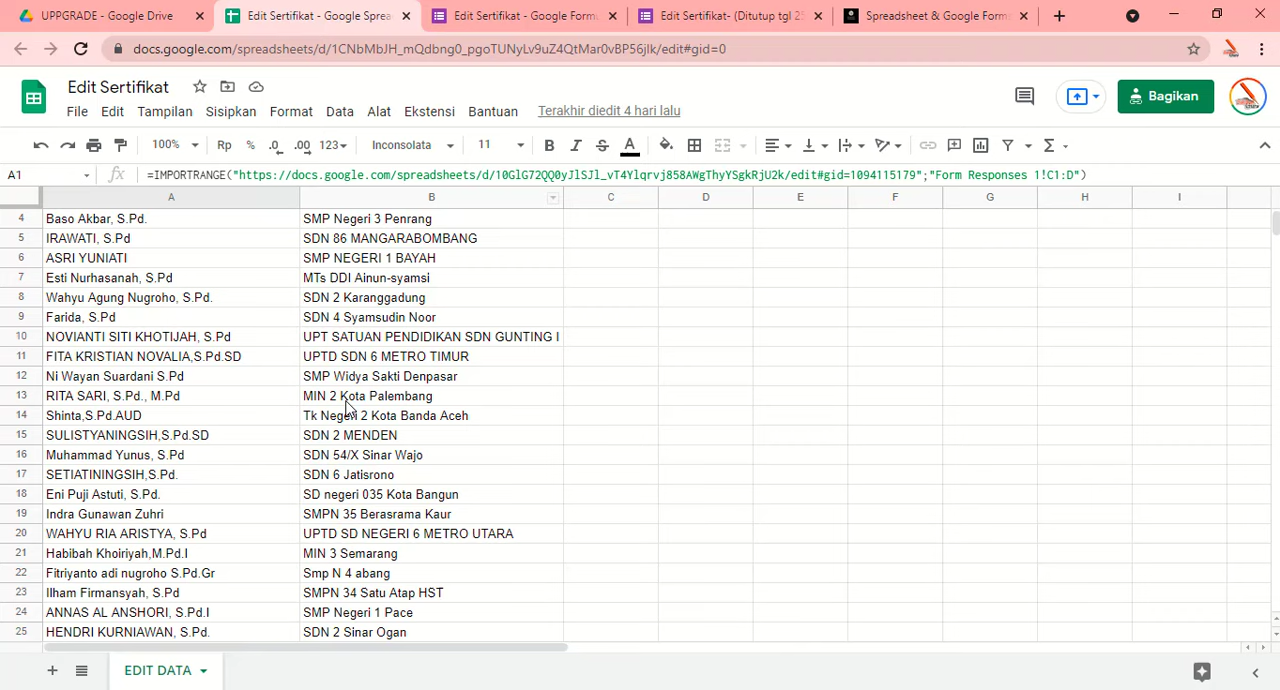 UPPGRADE - Google Drive
Edit Sertifikat - Google Sprea
Edit Sertifikat - Google Formu
Edit Sertifikat- (Ditutup tgl 25
Spreadsheet & Google Form
docs.google.com/spreadsheets/d/1CNbMbJH_mQdbng0_pgoTUNyLv9uZ4QtMar0vBP56jIk/edit#gid=0
Edit Sertifikat
File Edit Tampilan Sisipkan Format Data Alat Ekstensi Bantuan Terakhir diedit 4 hari lalu
Bagikan
100% Rp % .0 .00 123 Inconsolata 11 B I S A
A1 fx =IMPORTRANGE("https://docs.google.com/spreadsheets/d/10GlG72QQ0yJlSJl_vT4Ylqrvj858AWgThyYSgkRjU2k/edit#gid=1094115179";"Form Responses 1!C1:D")
A B C D E F G H I
4 Baso Akbar, S.Pd. SMP Negeri 3 Penrang
5 IRAWATI, S.Pd SDN 86 MANGARABOMBANG
6 ASRI YUNIATI SMP NEGERI 1 BAYAH
7 Esti Nurhasanah, S.Pd MTs DDI Ainun-syamsi
8 Wahyu Agung Nugroho, S.Pd. SDN 2 Karanggadung
9 Farida, S.Pd SDN 4 Syamsudin Noor
10 NOVIANTI SITI KHOTIJAH, S.Pd UPT SATUAN PENDIDIKAN SDN GUNTING I
11 FITA KRISTIAN NOVALIA,S.Pd.SD UPTD SDN 6 METRO TIMUR
12 Ni Wayan Suardani S.Pd SMP Widya Sakti Denpasar
13 RITA SARI, S.Pd., M.Pd MIN 2 Kota Palembang
14 Shinta,S.Pd.AUD Tk Negeri 2 Kota Banda Aceh
15 SULISTYANINGSIH,S.Pd.SD SDN 2 MENDEN
16 Muhammad Yunus, S.Pd SDN 54/X Sinar Wajo
17 SETIATININGSIH,S.Pd. SDN 6 Jatisrono
18 Eni Puji Astuti, S.Pd. SD negeri 035 Kota Bangun
19 Indra Gunawan Zuhri SMPN 35 Berasrama Kaur
20 WAHYU RIA ARISTYA, S.Pd UPTD SD NEGERI 6 METRO UTARA
21 Habibah Khoiriyah,M.Pd.I MIN 3 Semarang
22 Fitriyanto adi nugroho S.Pd.Gr Smp N 4 abang
23 Ilham Firmansyah, S.Pd SMPN 34 Satu Atap HST
24 ANNAS AL ANSHORI, S.Pd.I SMP Negeri 1 Pace
25 HENDRI KURNIAWAN, S.Pd. SDN 2 Sinar Ogan
EDIT DATA